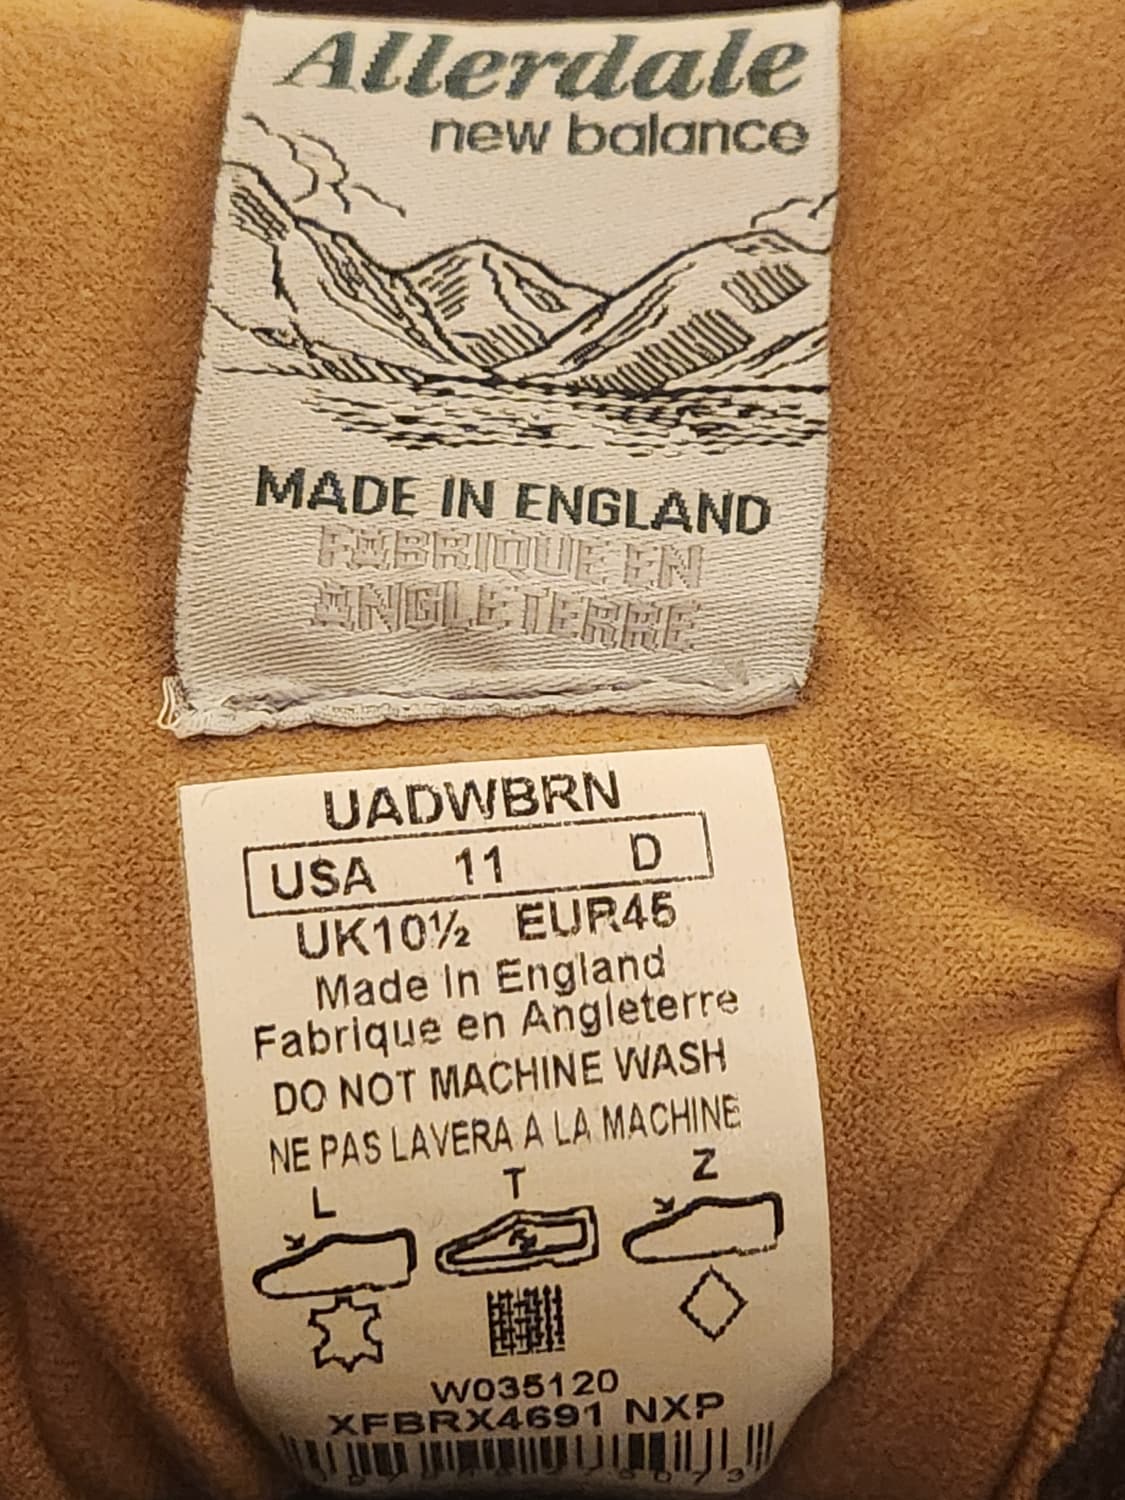 Allerdale
new balance
MADE IN ENGLAND
FABRIQUE EN
ANGLETERRE
UADWBRN
USA 11 D
UK10½ EUR45
Made In England
Fabrique en Angleterre
DO NOT MACHINE WASH
NE PAS LAVERA A LA MACHINE
L T Z
W035120
XFBRX4691 NXP